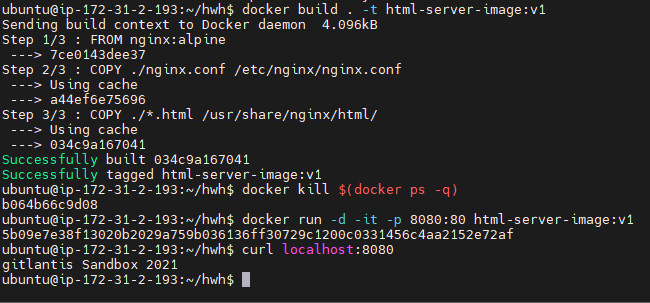 ubuntu@ip-172-31-2-193:~/hwh$ docker build . -t html-server-image:v1
Sending build context to Docker daemon  4.096kB
Step 1/3 : FROM nginx:alpine
 ---> 7ce0143dee37
Step 2/3 : COPY ./nginx.conf /etc/nginx/nginx.conf
 ---> Using cache
 ---> a44ef6e75696
Step 3/3 : COPY ./*.html /usr/share/nginx/html/
 ---> Using cache
 ---> 034c9a167041
Successfully built 034c9a167041
Successfully tagged html-server-image:v1
ubuntu@ip-172-31-2-193:~/hwh$ docker kill $(docker ps -q)
b064b66c9d08
ubuntu@ip-172-31-2-193:~/hwh$ docker run -d -it -p 8080:80 html-server-image:v1
5b09e7e38f13020b2029a759b036136ff30729c1200c0331456c4aa2152e72af
ubuntu@ip-172-31-2-193:~/hwh$ curl localhost:8080
gitlantis Sandbox 2021
ubuntu@ip-172-31-2-193:~/hwh$